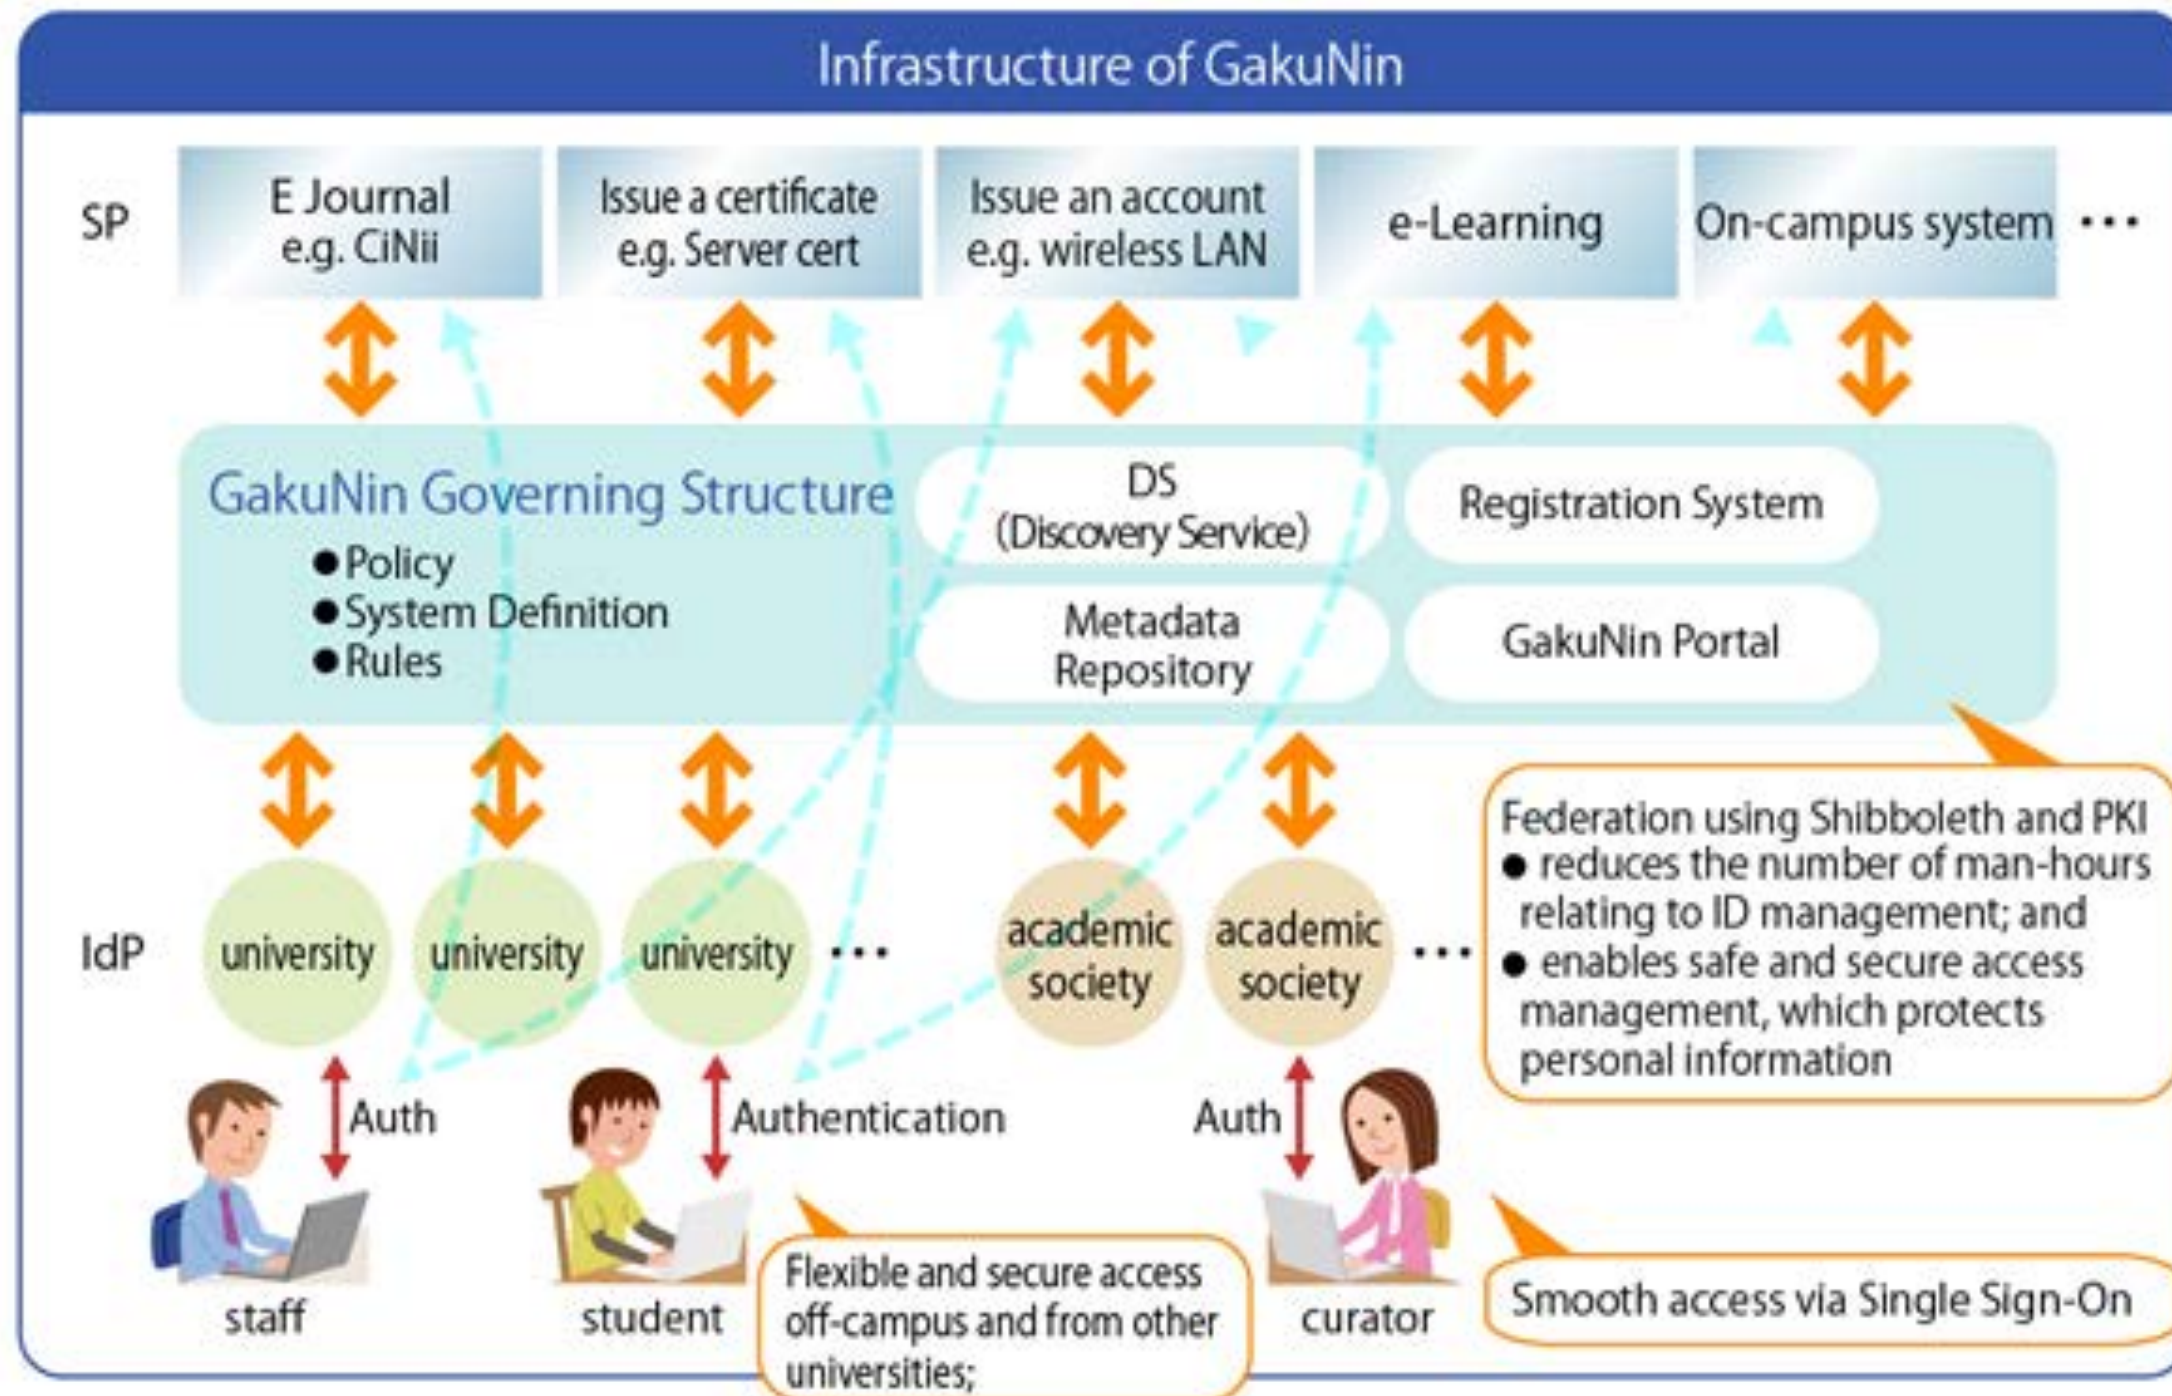 Infrastructure of GakuNin
SP
E Journal
e.g. CiNii
Issue a certificate
e.g. Server cert
Issue an account
e.g. wireless LAN
e-Learning
On-campus system
...
GakuNin Governing Structure
●Policy
●System Definition
●Rules
DS
(Discovery Service)
Registration System
Metadata
Repository
GakuNin Portal
IdP
university
university
university
...
academic
society
academic
society
...
Federation using Shibboleth and PKI
● reduces the number of man-hours
relating to ID management; and
● enables safe and secure access
management, which protects
personal information
Auth
Authentication
Auth
staff
student
curator
Flexible and secure access
off-campus and from other
universities;
Smooth access via Single Sign-On